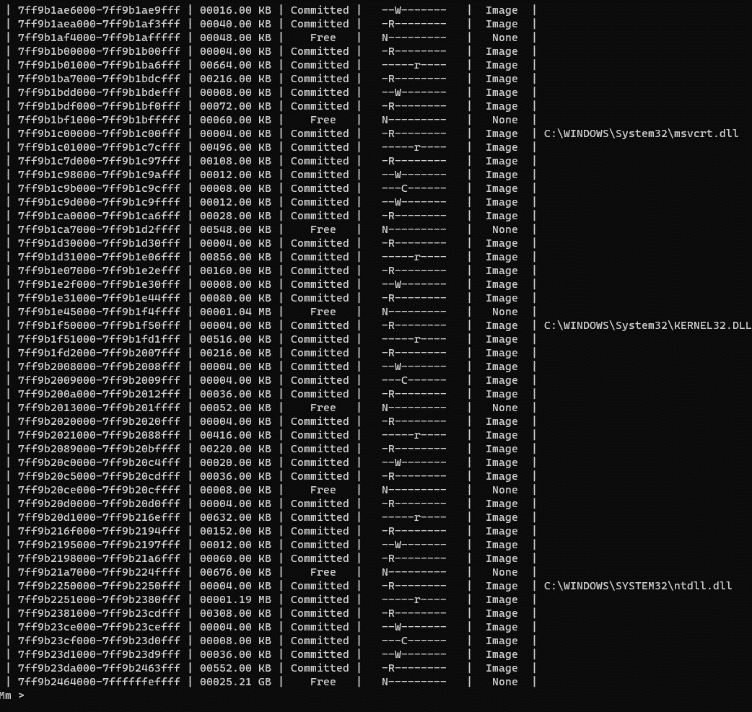 | 7ff9b1ae6000-7ff9b1ae9fff | 00016.00 KB | Committed |   --W-------   |  Image  |
| 7ff9b1aea000-7ff9b1af3fff | 00040.00 KB | Committed |   -R--------   |  Image  |
| 7ff9b1af4000-7ff9b1afffff | 00048.00 KB |    Free   |   N---------   |   None  |
| 7ff9b1b00000-7ff9b1b00fff | 00004.00 KB | Committed |   -R--------   |  Image  |
| 7ff9b1b01000-7ff9b1ba6fff | 00664.00 KB | Committed |   -----r----   |  Image  |
| 7ff9b1ba7000-7ff9b1bdcfff | 00216.00 KB | Committed |   -R--------   |  Image  |
| 7ff9b1bdd000-7ff9b1bdefff | 00008.00 KB | Committed |   --W-------   |  Image  |
| 7ff9b1bdf000-7ff9b1bf0fff | 00072.00 KB | Committed |   -R--------   |  Image  |
| 7ff9b1bf1000-7ff9b1bfffff | 00060.00 KB |    Free   |   N---------   |   None  |
| 7ff9b1c00000-7ff9b1c00fff | 00004.00 KB | Committed |   -R--------   |  Image  | C:\WINDOWS\System32\msvcrt.dll
| 7ff9b1c01000-7ff9b1c7cfff | 00496.00 KB | Committed |   -----r----   |  Image  |
| 7ff9b1c7d000-7ff9b1c97fff | 00108.00 KB | Committed |   -R--------   |  Image  |
| 7ff9b1c98000-7ff9b1c9afff | 00012.00 KB | Committed |   --W-------   |  Image  |
| 7ff9b1c9b000-7ff9b1c9cfff | 00008.00 KB | Committed |   ---C------   |  Image  |
| 7ff9b1c9d000-7ff9b1c9ffff | 00012.00 KB | Committed |   --W-------   |  Image  |
| 7ff9b1ca0000-7ff9b1ca6fff | 00028.00 KB | Committed |   -R--------   |  Image  |
| 7ff9b1ca7000-7ff9b1d2ffff | 00548.00 KB |    Free   |   N---------   |   None  |
| 7ff9b1d30000-7ff9b1d30fff | 00004.00 KB | Committed |   -R--------   |  Image  |
| 7ff9b1d31000-7ff9b1e06fff | 00856.00 KB | Committed |   -----r----   |  Image  |
| 7ff9b1e07000-7ff9b1e2efff | 00160.00 KB | Committed |   -R--------   |  Image  |
| 7ff9b1e2f000-7ff9b1e30fff | 00008.00 KB | Committed |   --W-------   |  Image  |
| 7ff9b1e31000-7ff9b1e44fff | 00080.00 KB | Committed |   -R--------   |  Image  |
| 7ff9b1e45000-7ff9b1f4ffff | 00001.04 MB |    Free   |   N---------   |   None  |
| 7ff9b1f50000-7ff9b1f50fff | 00004.00 KB | Committed |   -R--------   |  Image  | C:\WINDOWS\System32\KERNEL32.DLL
| 7ff9b1f51000-7ff9b1fd1fff | 00516.00 KB | Committed |   -----r----   |  Image  |
| 7ff9b1fd2000-7ff9b2007fff | 00216.00 KB | Committed |   -R--------   |  Image  |
| 7ff9b2008000-7ff9b2008fff | 00004.00 KB | Committed |   --W-------   |  Image  |
| 7ff9b2009000-7ff9b2009fff | 00004.00 KB | Committed |   ---C------   |  Image  |
| 7ff9b200a000-7ff9b2012fff | 00036.00 KB | Committed |   -R--------   |  Image  |
| 7ff9b2013000-7ff9b201ffff | 00052.00 KB |    Free   |   N---------   |   None  |
| 7ff9b2020000-7ff9b2020fff | 00004.00 KB | Committed |   -R--------   |  Image  |
| 7ff9b2021000-7ff9b2088fff | 00416.00 KB | Committed |   -----r----   |  Image  |
| 7ff9b2089000-7ff9b20bffff | 00220.00 KB | Committed |   -R--------   |  Image  |
| 7ff9b20c0000-7ff9b20c4fff | 00020.00 KB | Committed |   --W-------   |  Image  |
| 7ff9b20c5000-7ff9b20cdfff | 00036.00 KB | Committed |   -R--------   |  Image  |
| 7ff9b20ce000-7ff9b20cffff | 00008.00 KB |    Free   |   N---------   |   None  |
| 7ff9b20d0000-7ff9b20d0fff | 00004.00 KB | Committed |   -R--------   |  Image  |
| 7ff9b20d1000-7ff9b216efff | 00632.00 KB | Committed |   -----r----   |  Image  |
| 7ff9b216f000-7ff9b2194fff | 00152.00 KB | Committed |   -R--------   |  Image  |
| 7ff9b2195000-7ff9b2197fff | 00012.00 KB | Committed |   --W-------   |  Image  |
| 7ff9b2198000-7ff9b21a6fff | 00060.00 KB | Committed |   -R--------   |  Image  |
| 7ff9b21a7000-7ff9b224ffff | 00676.00 KB |    Free   |   N---------   |   None  |
| 7ff9b2250000-7ff9b2250fff | 00004.00 KB | Committed |   -R--------   |  Image  | C:\WINDOWS\SYSTEM32\ntdll.dll
| 7ff9b2251000-7ff9b2380fff | 00001.19 MB | Committed |   -----r----   |  Image  |
| 7ff9b2381000-7ff9b23cdfff | 00308.00 KB | Committed |   -R--------   |  Image  |
| 7ff9b23ce000-7ff9b23cefff | 00004.00 KB | Committed |   --W-------   |  Image  |
| 7ff9b23cf000-7ff9b23d0fff | 00008.00 KB | Committed |   ---C------   |  Image  |
| 7ff9b23d1000-7ff9b23d9fff | 00036.00 KB | Committed |   --W-------   |  Image  |
| 7ff9b23da000-7ff9b2463fff | 00552.00 KB | Committed |   -R--------   |  Image  |
| 7ff9b2464000-7ffffffeffff | 00025.21 GB |    Free   |   N---------   |   None  |
Mm >